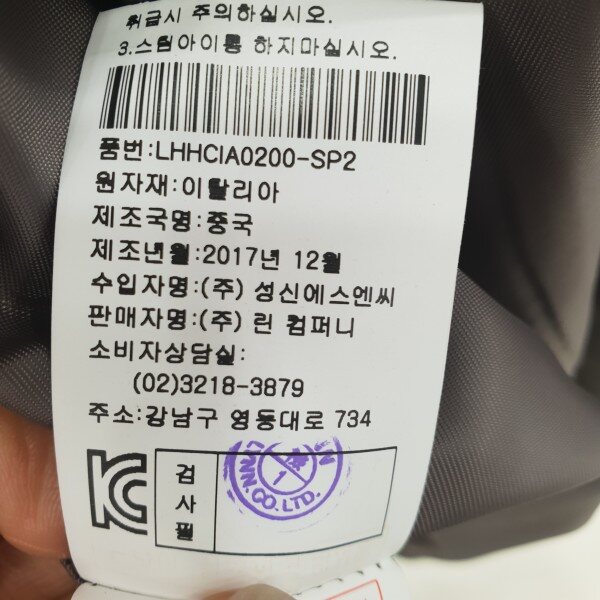 취급시 주의하십시오.
3.스팀아이롱 하지마십시오.
품번:LHHCIA0200-SP2
원자재:이탈리아
제조국명:중국
제조년월:2017년 12월
수입자명:(주) 성신에스엔씨
판매자명:(주) 린 컴퍼니
소비자상담실:
(02)3218-3879
주소:강남구 영동대로 734
검사필
CO.LTD.